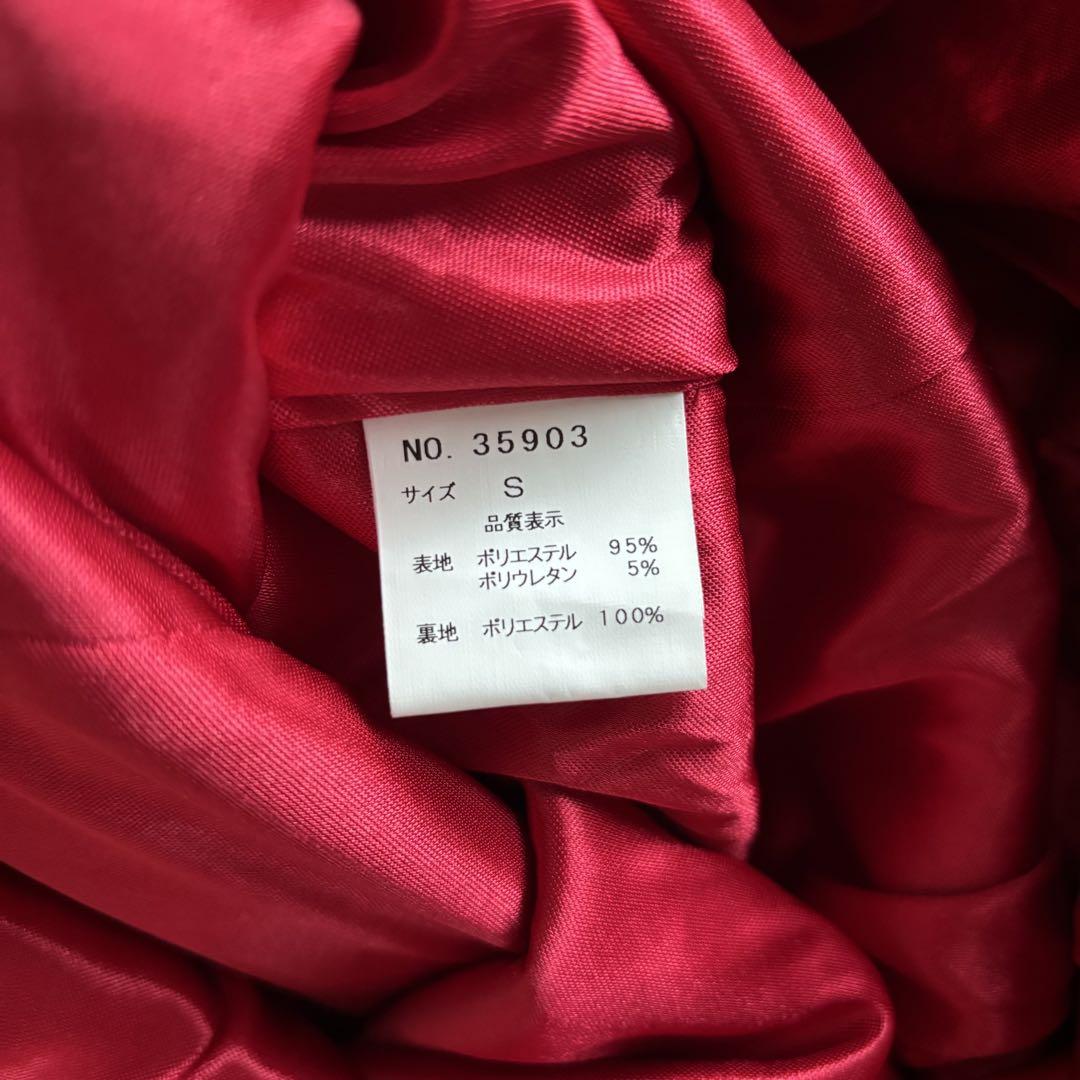 NO. 35903
サイズ S
品質表示
表地 ポリエステル 95%
ポリウレタン 5%
裏地 ポリエステル 100%